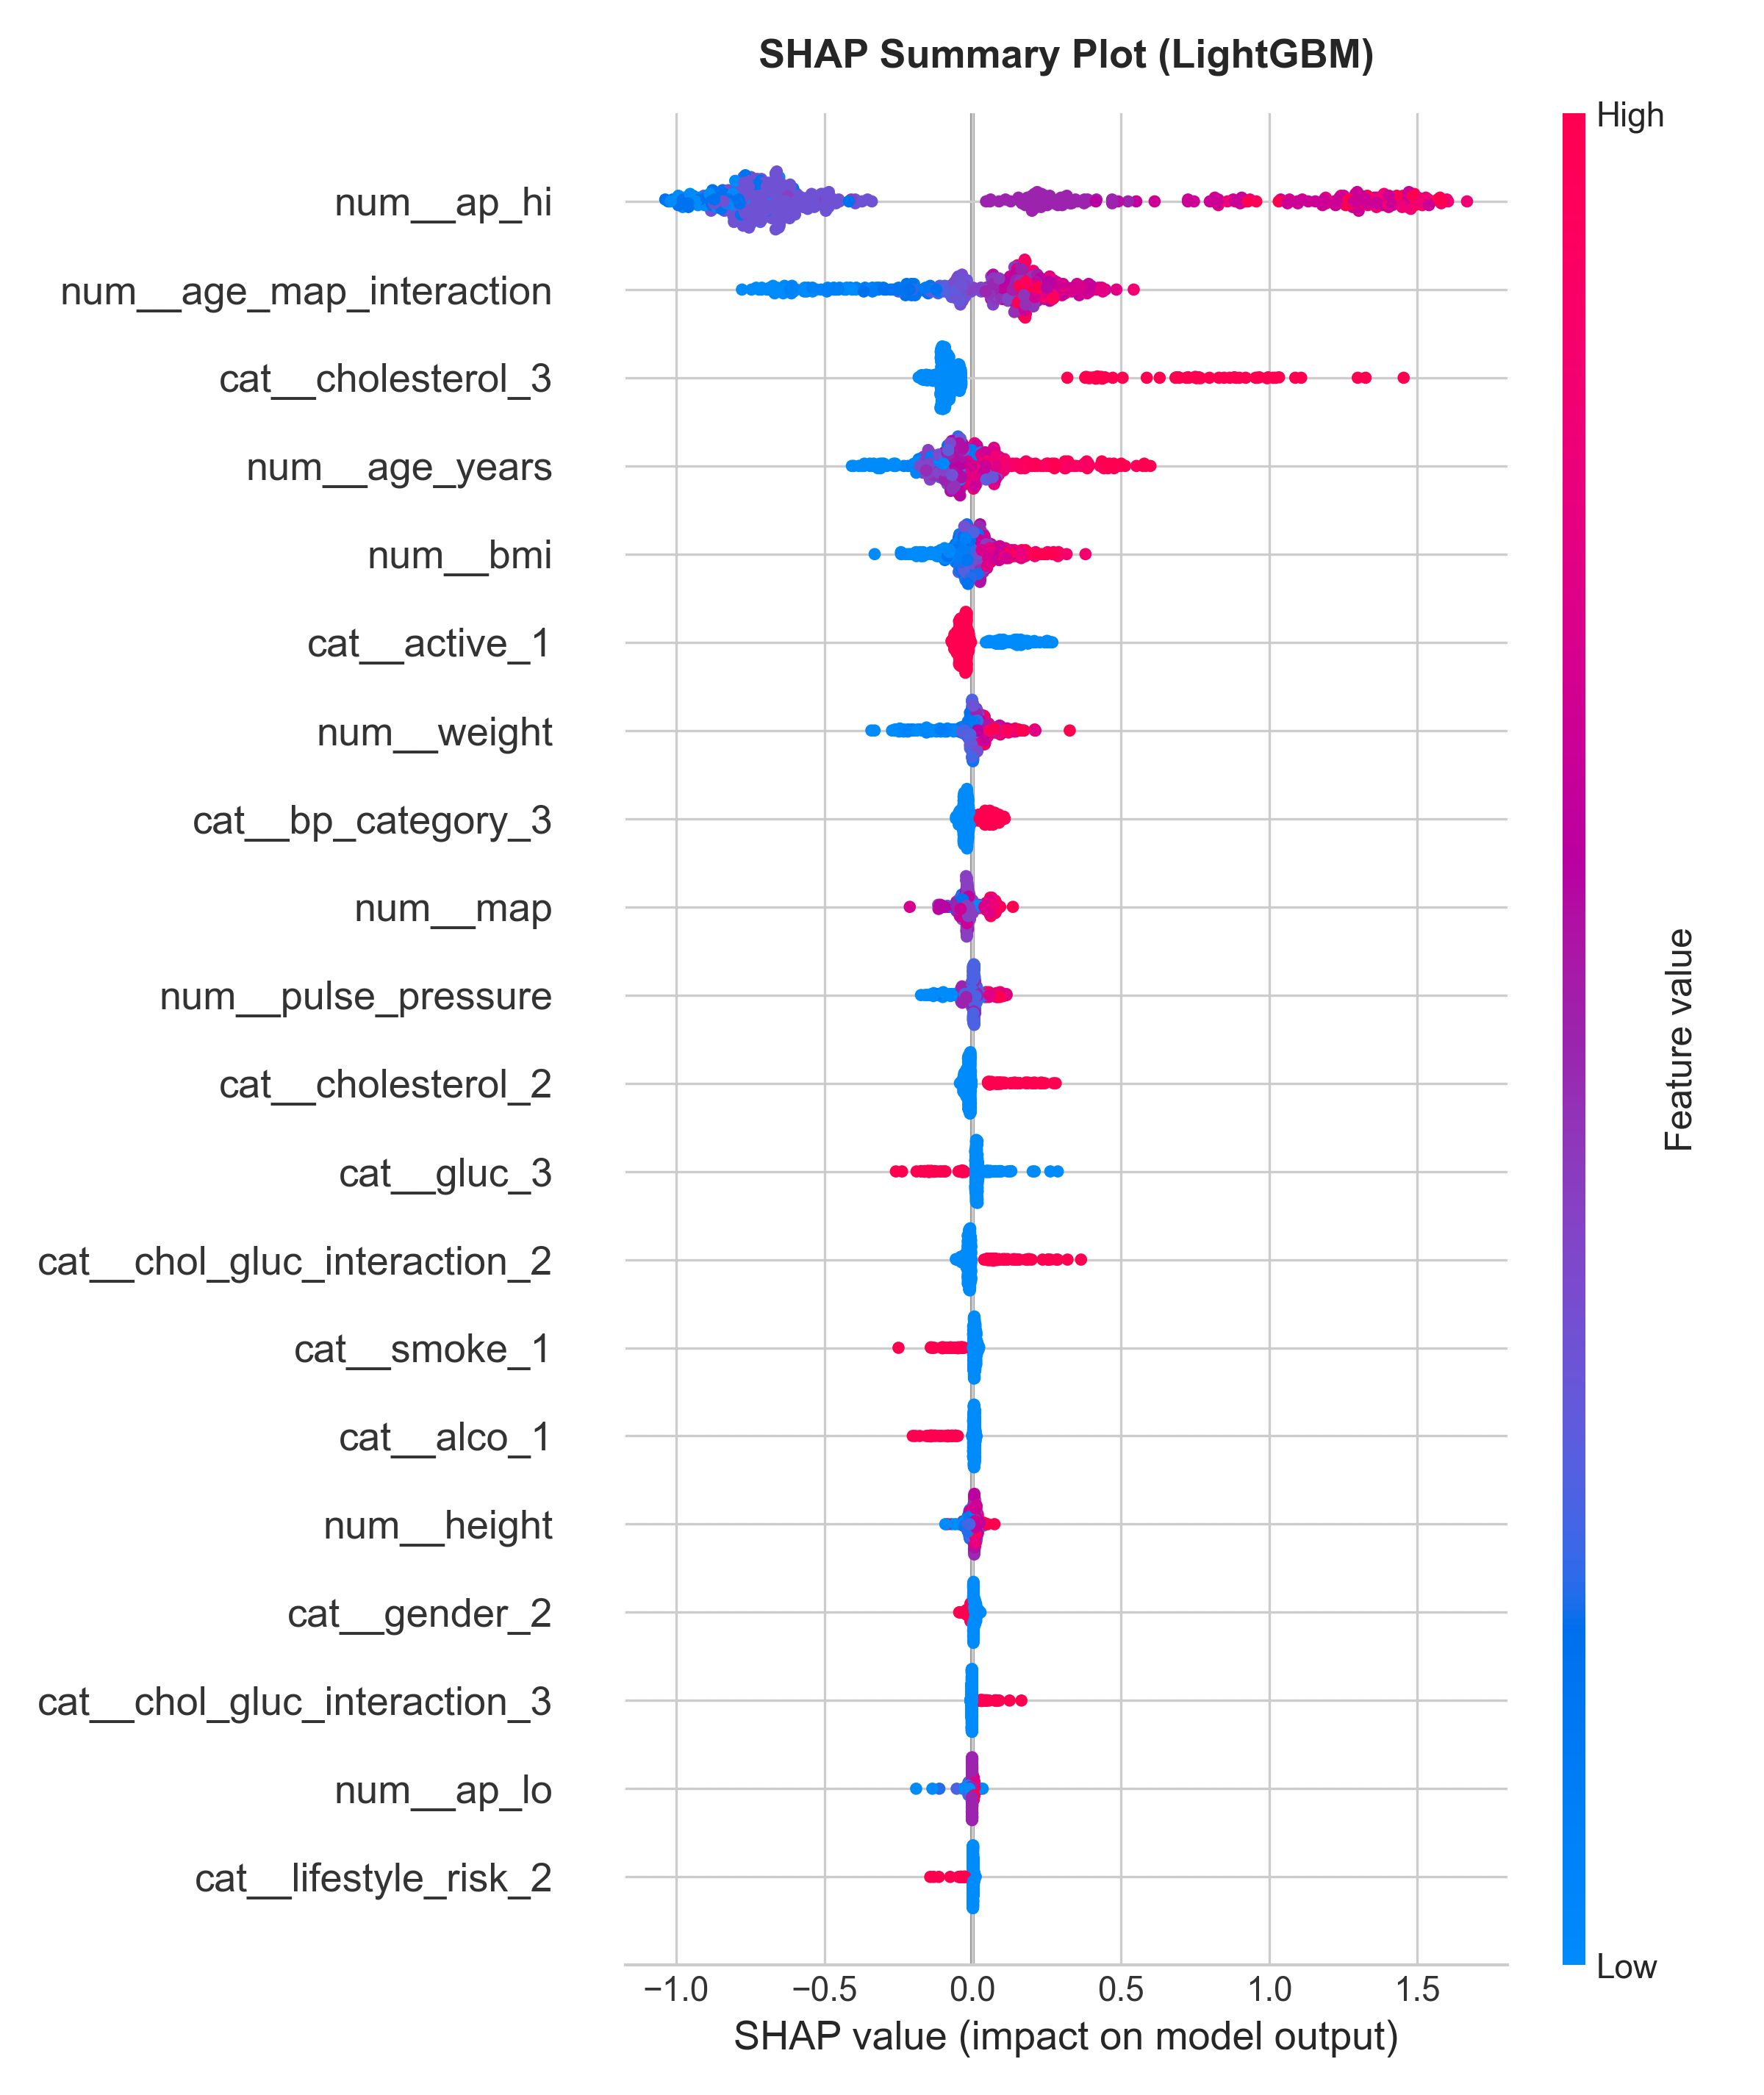 SHAP Summary Plot (LightGBM)
High
num__ap_hi
num__age_map_interaction
cat__cholesterol_3
num__age_years
num__bmi
cat__active_1
num__weight
cat__bp_category_3
num__map
num__pulse_pressure
cat__cholesterol_2
cat__gluc_3
cat__chol_gluc_interaction_2
cat__smoke_1
cat__alco_1
num__height
cat__gender_2
cat__chol_gluc_interaction_3
num__ap_lo
cat__lifestyle_risk_2
Feature value
Low
−1.0 −0.5 0.0 0.5 1.0 1.5
SHAP value (impact on model output)